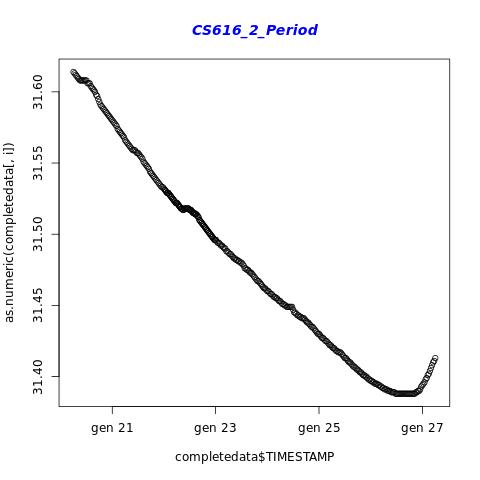 CS616_2_Period
as.numeric(completedata[, i])
31.60
31.55
31.50
31.45
31.40
gen 21
gen 23
gen 25
gen 27
completedata$TIMESTAMP